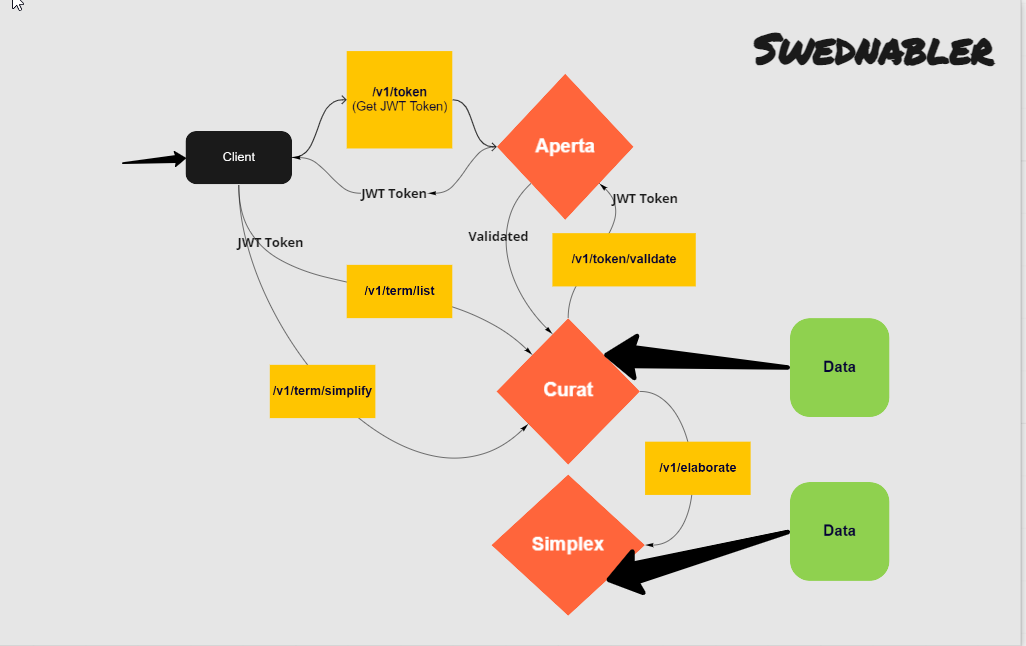 Swednabler
/v1/token
(Get JWT Token)
Aperta
Client
JWT Token
JWT Token
Validated
JWT Token
/v1/token/validate
/v1/term/list
Data
Curat
/v1/term/simplify
/v1/elaborate
Data
Simplex